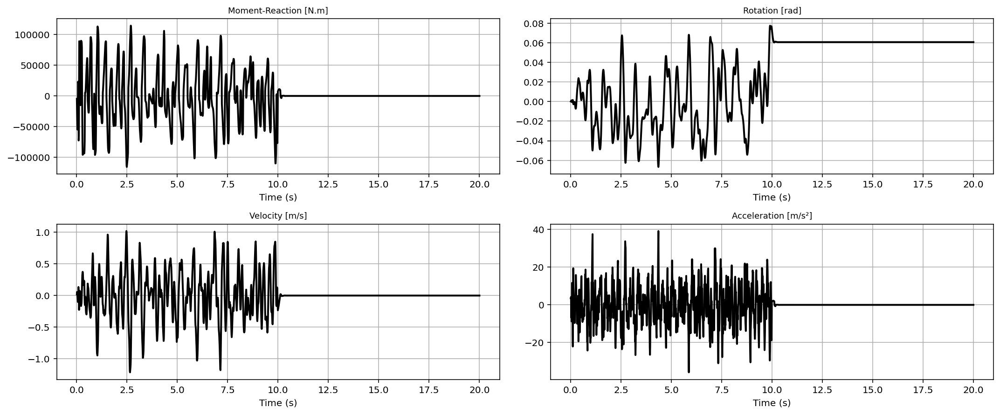 Moment-Reaction [N.m]
100000
50000
0
−50000
−100000
0.0 2.5 5.0 7.5 10.0 12.5 15.0 17.5 20.0
Time (s)
Rotation [rad]
0.08
0.06
0.04
0.02
0.00
−0.02
−0.04
−0.06
0.0 2.5 5.0 7.5 10.0 12.5 15.0 17.5 20.0
Time (s)
Velocity [m/s]
1.0
0.5
0.0
−0.5
−1.0
0.0 2.5 5.0 7.5 10.0 12.5 15.0 17.5 20.0
Time (s)
Acceleration [m/s²]
40
20
0
−20
0.0 2.5 5.0 7.5 10.0 12.5 15.0 17.5 20.0
Time (s)